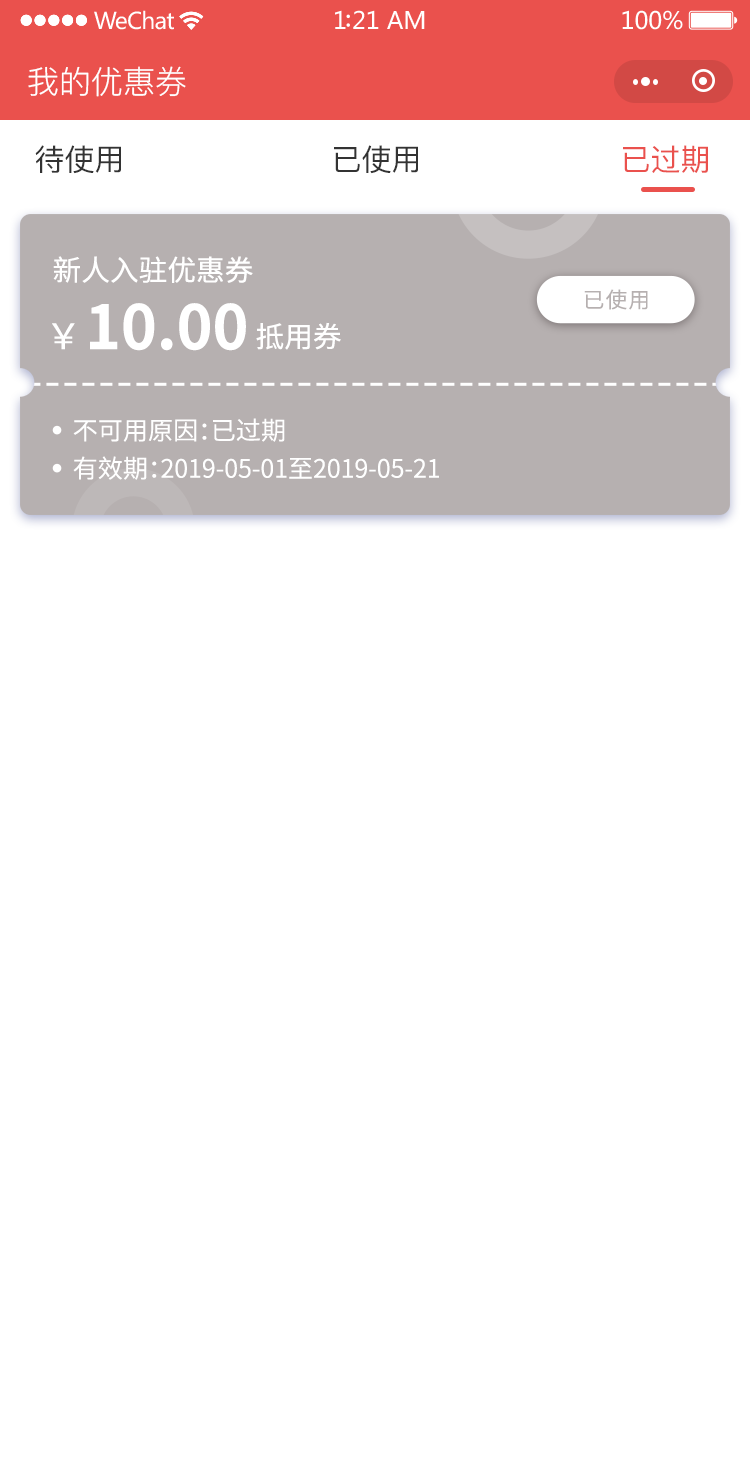 WeChat 1:21 AM 100%
我的优惠券
待使用 已使用 已过期
新人入驻优惠券
¥ 10.00 抵用券
已使用
不可用原因：已过期
有效期：2019-05-01至2019-05-21